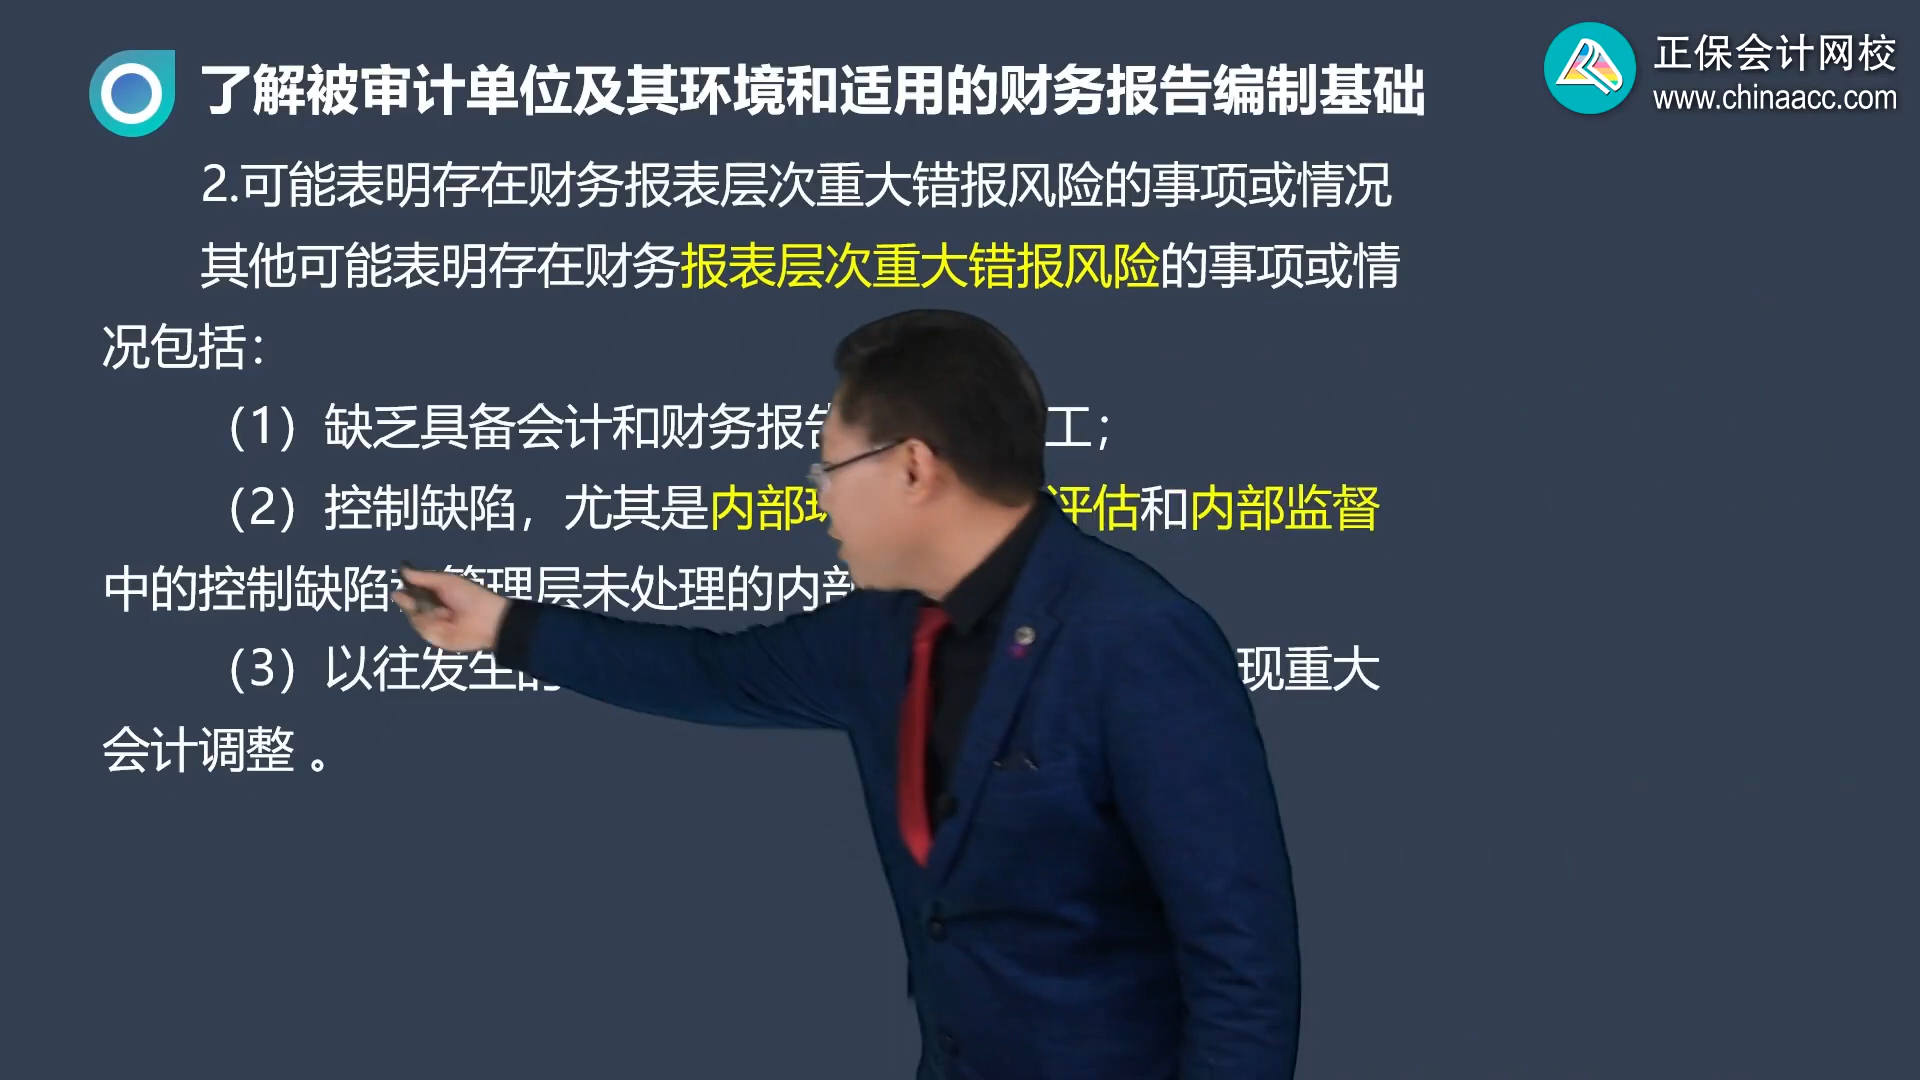 了解被审计单位及其环境和适用的财务报告编制基础
正保会计网校
www.chinaacc.com
2.可能表明存在财务报表层次重大错报风险的事项或情况
其他可能表明存在财务报表层次重大错报风险的事项或情
况包括：
（1）缺乏具备会计和财务报告 工；
（2）控制缺陷，尤其是内部 评估和内部监督
中的控制缺陷 管理层未处理的内部
（3）以往发生的 现重大
会计调整 。